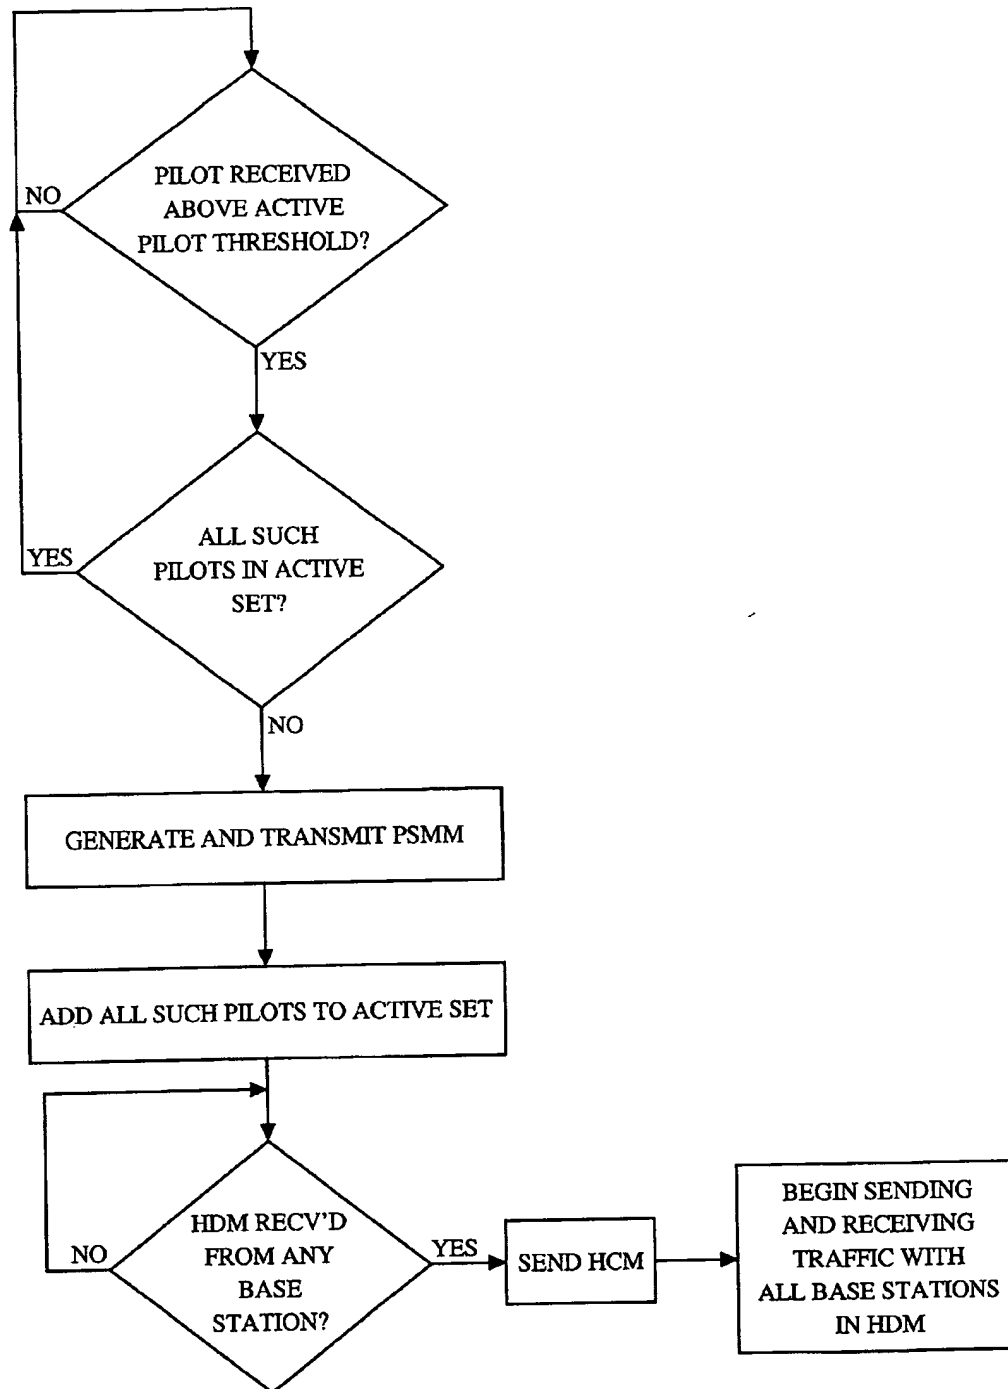 PILOT RECEIVED
ABOVE ACTIVE
PILOT THRESHOLD?
NO
YES
ALL SUCH
PILOTS IN ACTIVE
SET?
YES
NO
GENERATE AND TRANSMIT PSMM
ADD ALL SUCH PILOTS TO ACTIVE SET
HDM RECV'D
FROM ANY
BASE
STATION?
NO
YES
SEND HCM
BEGIN SENDING
AND RECEIVING
TRAFFIC WITH
ALL BASE STATIONS
IN HDM